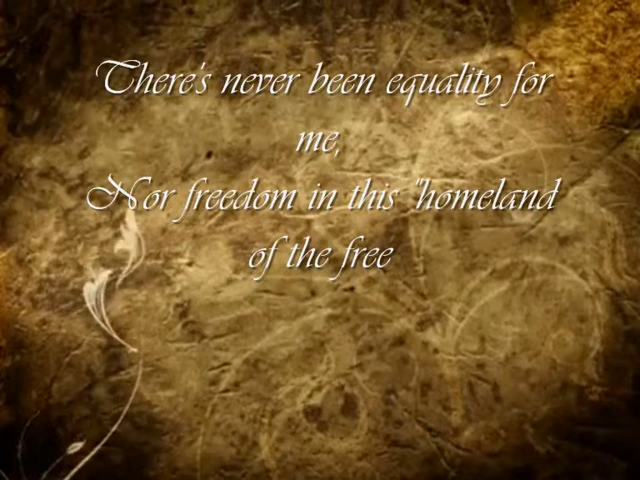 There's never been equality for
me,
Nor freedom in this "homeland
of the free